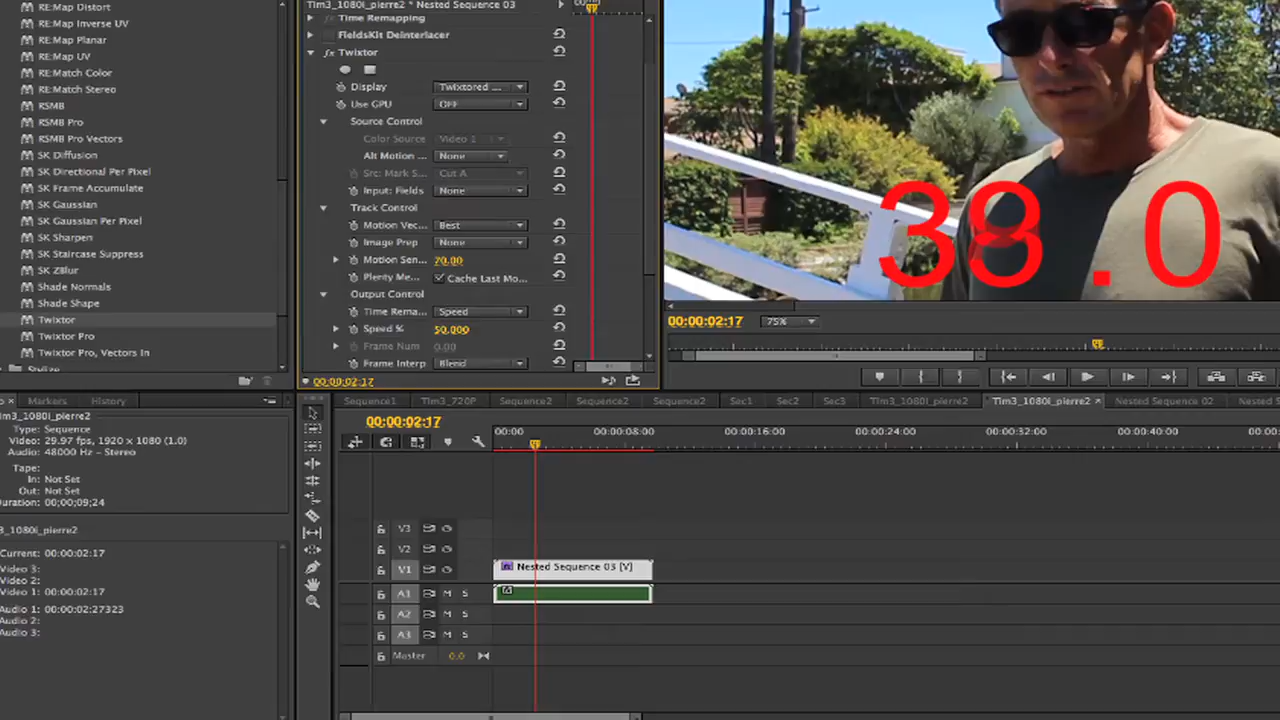 RE:Map Distort
RE:Map Inverse UV
RE:Map Planar
RE:Map UV
RE:Match Color
RE:Match Stereo
RSMB
RSMB Pro
RSMB Pro Vectors
SK Diffusion
SK Directional Per Pixel
SK Frame Accumulate
SK Gaussian
SK Gaussian Per Pixel
SK Sharpen
SK Staircase Suppress
SK ZBlur
Shade Normals
Shade Shape
Twixtor
Twixtor Pro
Twixtor Pro, Vectors In
Stylize
Tim3_1080i_pierre2 * Nested Sequence 03
00:00
Time Remapping
FieldsKit Deinterlacer
fx Twixtor
Display Twixtored ...
Use GPU OFF
Source Control
Color Source Video 1
Alt Motion ... None
Src: Mark S... Cut A
Input: Fields None
Track Control
Motion Vec... Best
Image Prep None
Motion Sen... 70.00
Plenty Me... Cache Last Mo...
Output Control
Time Rema... Speed
Speed % 50.000
Frame Num 0.00
Frame Interp Blend
00:00:02:17
38.0
00:00:02:17 75%
Markers History
im3_1080i_pierre2
Type: Sequence
Video: 29.97 fps, 1920 x 1080 (1.0)
Audio: 48000 Hz - Stereo
Tape:
In: Not Set
Out: Not Set
Duration: 00;00;09;24
3_1080i_pierre2
Current: 00:00:02:17
Video 3:
Video 2:
Video 1: 00:00:02:17
Audio 1: 00:00:02:27323
Audio 2:
Audio 3:
Sequence1 Tim3_720P Sequence2 Sequence2 Sequence2 Sec1 Sec2 Sec3 Tim3_1080i_pierre2 Tim3_1080i_pierre2 × Nested Sequence 02 Nested S
00:00:02:17
00:00 00:00:08:00 00:00:16:00 00:00:24:00 00:00:32:00 00:00:40:00
V3
V2
V1 Nested Sequence 03 [V]
A1 M S
A2 M S
A3 M S
Master 0.0